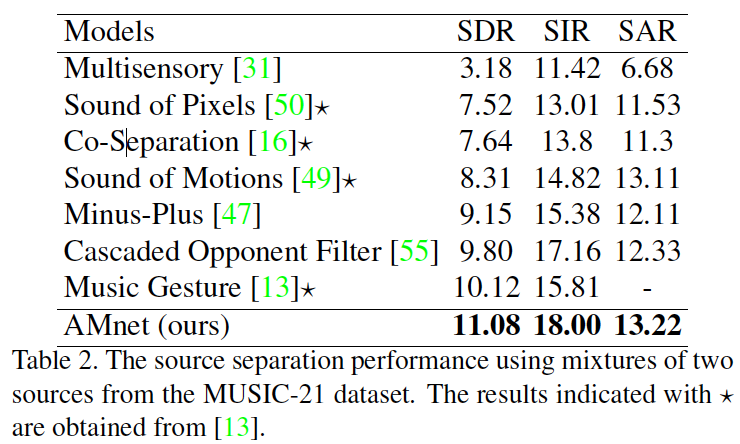 Models SDR SIR SAR
Multisensory [31] 3.18 11.42 6.68
Sound of Pixels [50]⋆ 7.52 13.01 11.53
Co-Separation [16]⋆ 7.64 13.8 11.3
Sound of Motions [49]⋆ 8.31 14.82 13.11
Minus-Plus [47] 9.15 15.38 12.11
Cascaded Opponent Filter [55] 9.80 17.16 12.33
Music Gesture [13]⋆ 10.12 15.81 -
AMnet (ours) 11.08 18.00 13.22
Table 2. The source separation performance using mixtures of two
sources from the MUSIC-21 dataset. The results indicated with ⋆
are obtained from [13].